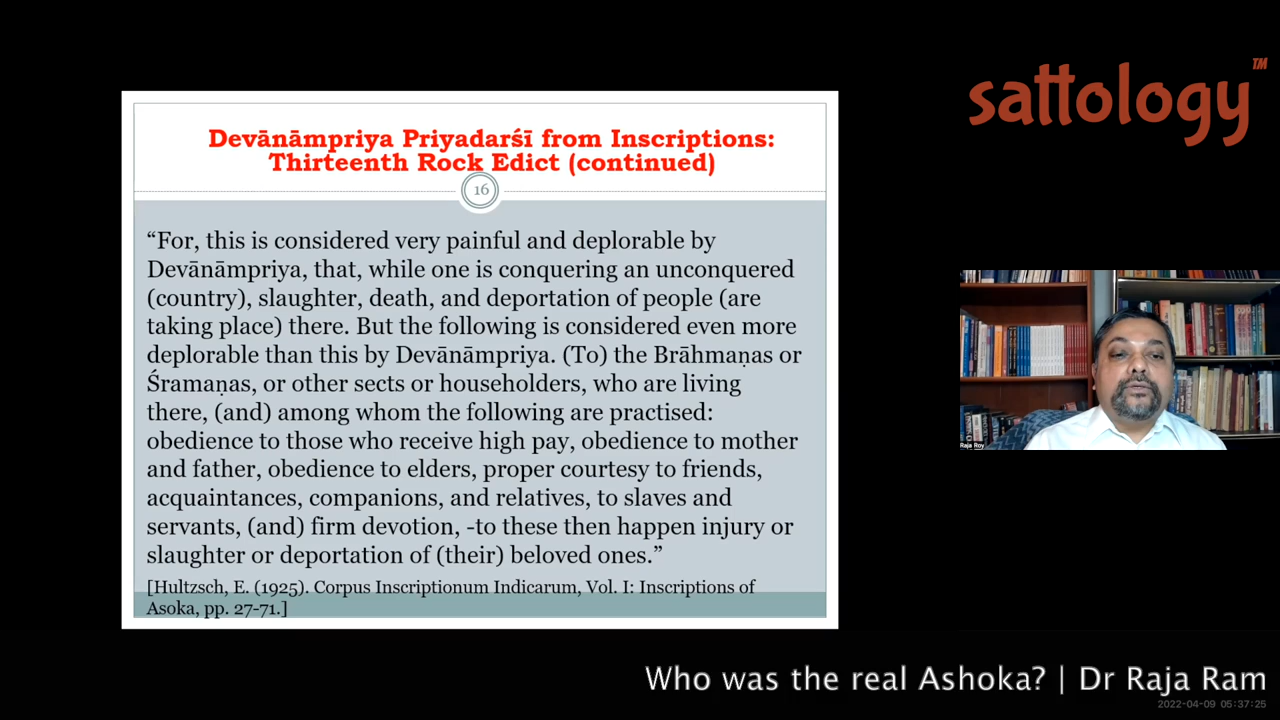 sattology™
Devānāmpriya Priyadarśī from Inscriptions:
Thirteenth Rock Edict (continued)
16
“For, this is considered very painful and deplorable by
Devānāmpriya, that, while one is conquering an unconquered
(country), slaughter, death, and deportation of people (are
taking place) there. But the following is considered even more
deplorable than this by Devānāmpriya. (To) the Brāhmaṇas or
Śramaṇas, or other sects or householders, who are living
there, (and) among whom the following are practised:
obedience to those who receive high pay, obedience to mother
and father, obedience to elders, proper courtesy to friends,
acquaintances, companions, and relatives, to slaves and
servants, (and) firm devotion, -to these then happen injury or
slaughter or deportation of (their) beloved ones.”
[Hultzsch, E. (1925). Corpus Inscriptionum Indicarum, Vol. I: Inscriptions of
Asoka, pp. 27-71.]
Raja Roy
Who was the real Ashoka? | Dr Raja Ram
2022-04-09 05:37:25